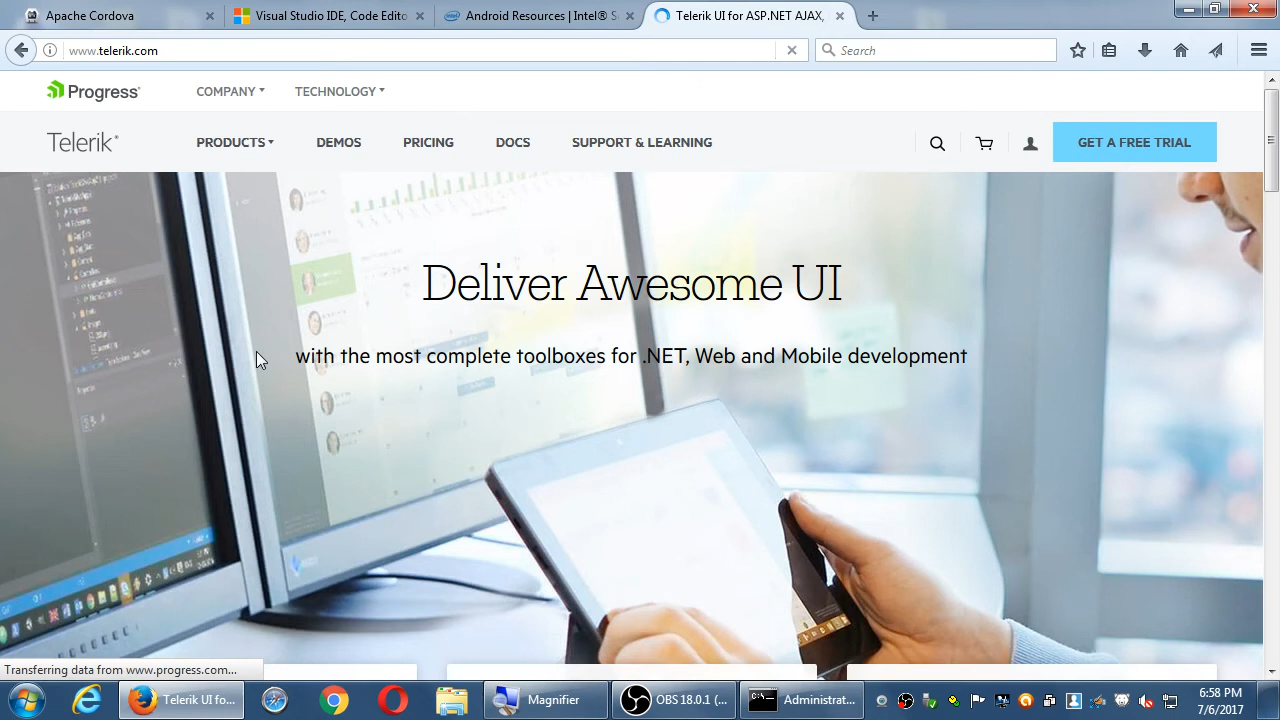 Apache Cordova
Visual Studio IDE, Code Edito
Android Resources | Intel® S
Telerik UI for ASP.NET AJAX,
www.telerik.com
Search
Progress
COMPANY
TECHNOLOGY
Telerik®
PRODUCTS
DEMOS
PRICING
DOCS
SUPPORT & LEARNING
GET A FREE TRIAL
Deliver Awesome UI
with the most complete toolboxes for .NET, Web and Mobile development
Transferring data from www.progress.com...
Telerik UI fo...
Magnifier
OBS 18.0.1 (...
Administrat...
6:58 PM
7/6/2017